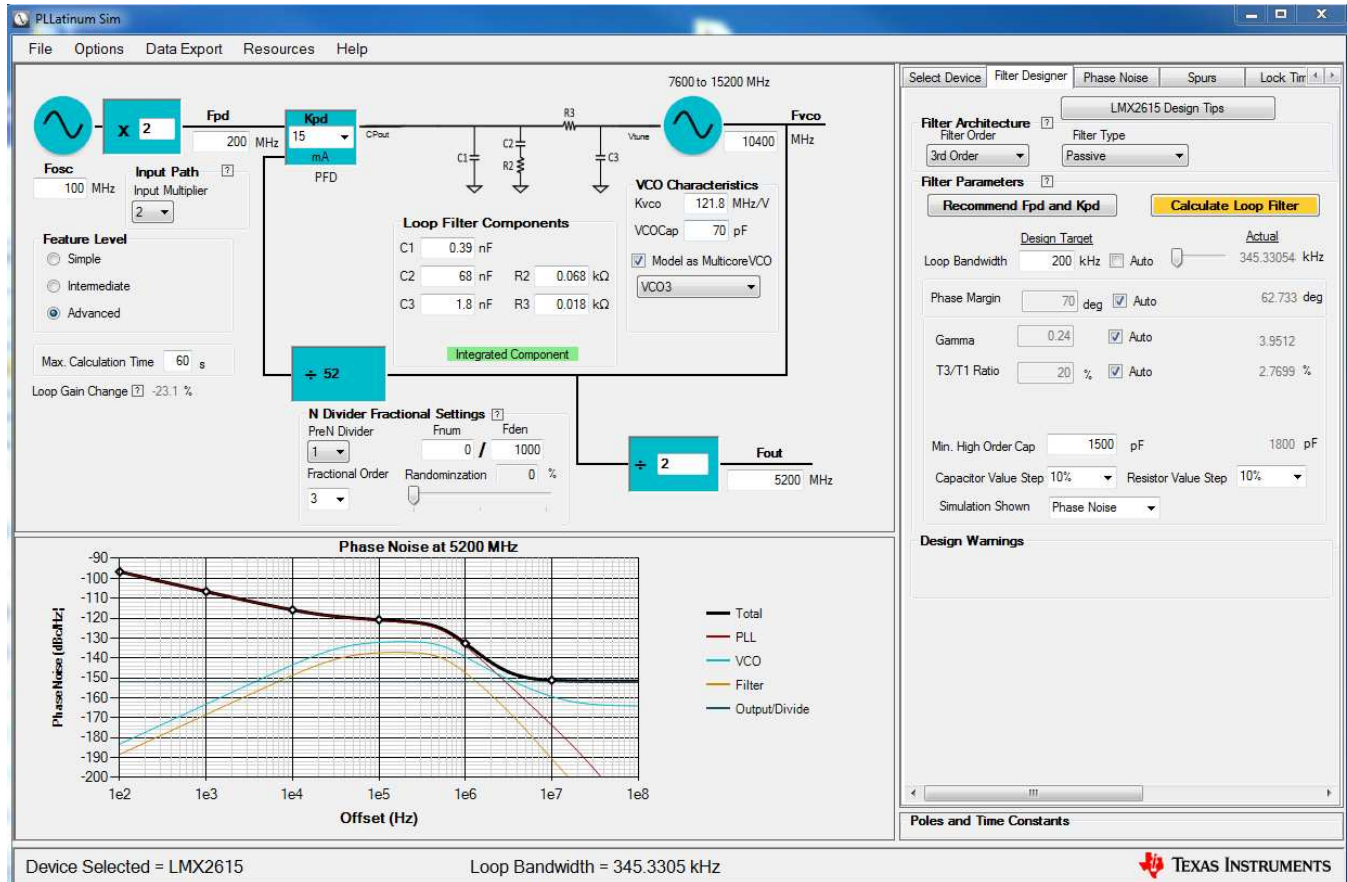 PLLatinum Sim
File Options Data Export Resources Help
7600 to 15200 MHz
Fpd
X 2
200 MHz
Kpd
15
mA
PFD
CPout
C1
C2
R2
R3
C3
Vtune
Fvco
10400 MHz
Fosc
100 MHz
Input Path ?
Input Multiplier
2
Feature Level
Simple
Intermediate
Advanced
Max. Calculation Time 60 s
Loop Gain Change ? -23.1 %
Loop Filter Components
C1 0.39 nF
C2 68 nF R2 0.068 kΩ
C3 1.8 nF R3 0.018 kΩ
Integrated Component
VCO Characteristics
Kvco 121.8 MHz/V
VCOCap 70 pF
Model as MulticoreVCO
VCO3
÷ 52
N Divider Fractional Settings ?
PreN Divider Fnum Fden
1 0 / 1000
Fractional Order Randominzation 0 %
3
÷ 2
Fout
5200 MHz
Select Device Filter Designer Phase Noise Spurs Lock Tim
LMX2615 Design Tips
Filter Architecture ?
Filter Order Filter Type
3rd Order Passive
Filter Parameters ?
Recommend Fpd and Kpd Calculate Loop Filter
Design Target Actual
Loop Bandwidth 200 kHz Auto 345.33054 kHz
Phase Margin 70 deg Auto 62.733 deg
Gamma 0.24 Auto 3.9512
T3/T1 Ratio 20 % Auto 2.7699 %
Min. High Order Cap 1500 pF 1800 pF
Capacitor Value Step 10% Resistor Value Step 10%
Simulation Shown Phase Noise
Design Warnings
Phase Noise at 5200 MHz
Phase Noise [dBc/Hz]
-90
-100
-110
-120
-130
-140
-150
-160
-170
-180
-190
-200
1e2 1e3 1e4 1e5 1e6 1e7 1e8
Offset (Hz)
Total
PLL
VCO
Filter
Output/Divide
Poles and Time Constants
Device Selected = LMX2615
Loop Bandwidth = 345.3305 kHz
TEXAS INSTRUMENTS